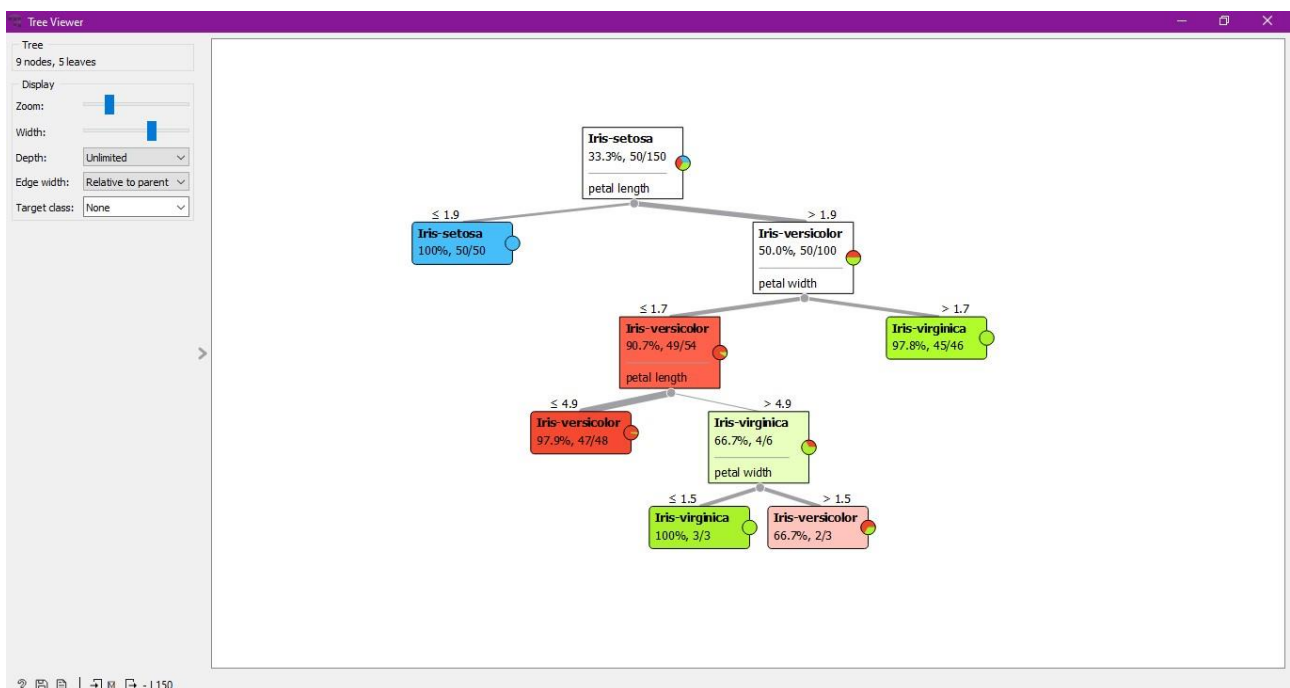 Tree Viewer
Tree
9 nodes, 5 leaves
Display
Zoom:
Width:
Depth: Unlimited
Edge width: Relative to parent
Target class: None
Iris-setosa
33.3%, 50/150
petal length
≤ 1.9
> 1.9
Iris-setosa
100%, 50/50
Iris-versicolor
50.0%, 50/100
petal width
≤ 1.7
> 1.7
Iris-versicolor
90.7%, 49/54
petal length
Iris-virginica
97.8%, 45/46
≤ 4.9
> 4.9
Iris-versicolor
97.9%, 47/48
Iris-virginica
66.7%, 4/6
petal width
≤ 1.5
> 1.5
Iris-virginica
100%, 3/3
Iris-versicolor
66.7%, 2/3
150